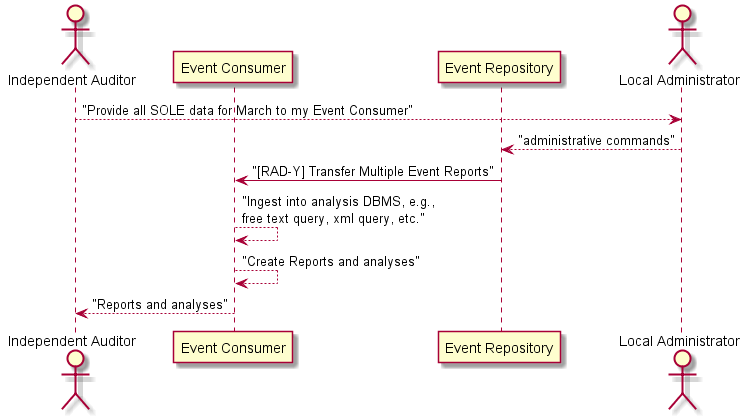 Independent Auditor
Event Consumer
Event Repository
Local Administrator
"Provide all SOLE data for March to my Event Consumer"
"administrative commands"
"[RAD-Y] Transfer Multiple Event Reports"
"Ingest into analysis DBMS, e.g.,
free text query, xml query, etc."
"Create Reports and analyses"
"Reports and analyses"
Independent Auditor
Event Consumer
Event Repository
Local Administrator